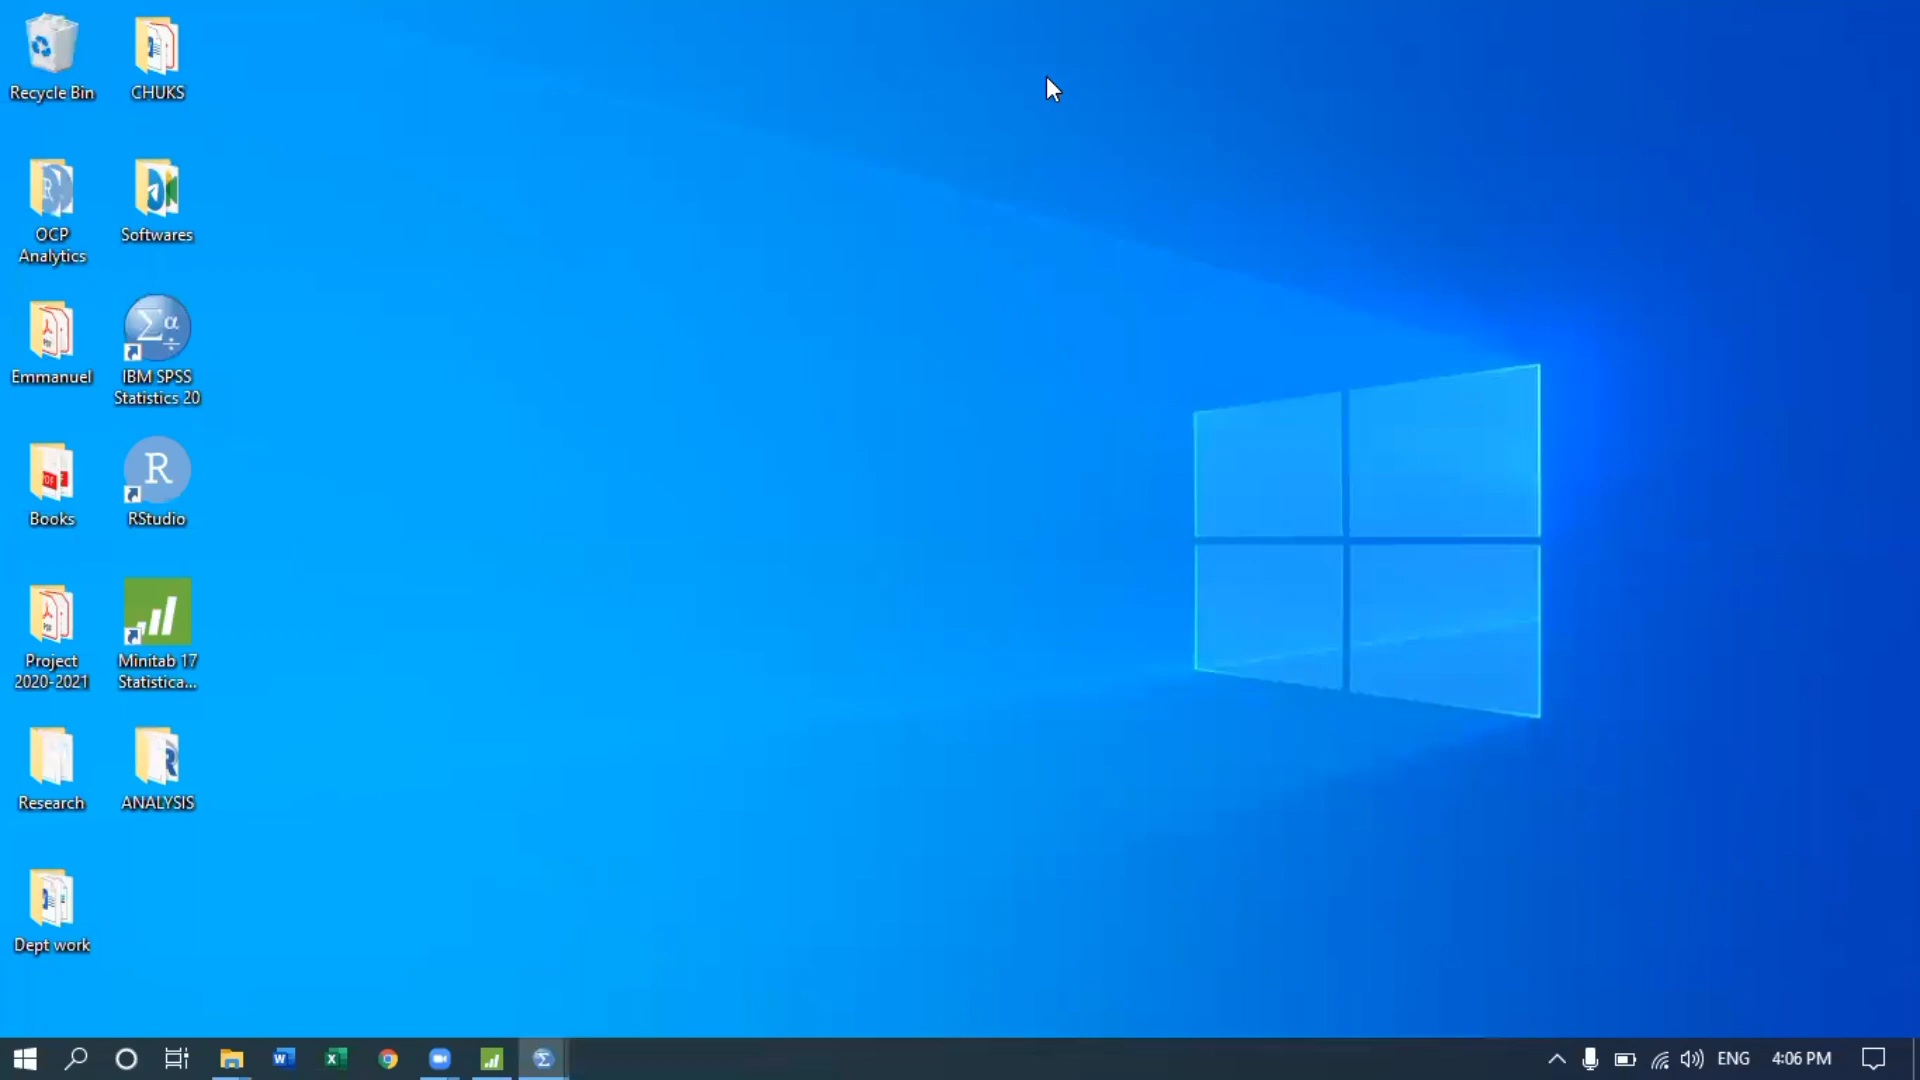 Recycle Bin
CHUKS
OCP
Analytics
Softwares
Emmanuel
IBM SPSS
Statistics 20
Books
RStudio
Project
2020-2021
Minitab 17
Statistica...
Research
ANALYSIS
Dept work
ENG
4:06 PM